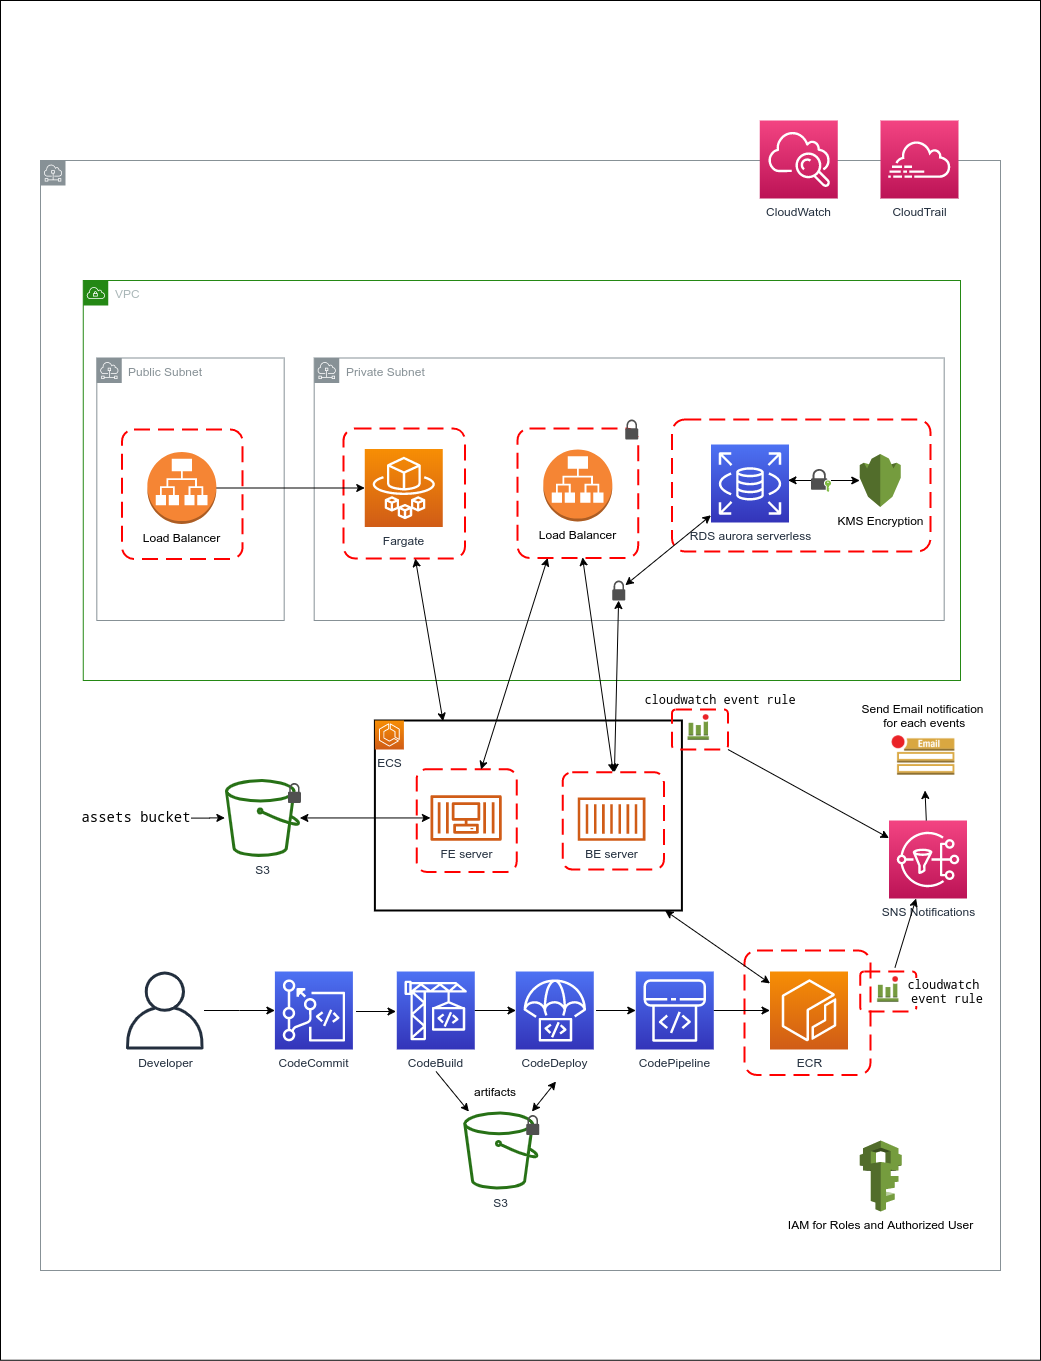 CloudWatch
CloudTrail
VPC
Public Subnet
Private Subnet
Load Balancer
Fargate
Load Balancer
RDS aurora serverless
KMS Encryption
cloudwatch event rule
Send Email notification
for each events
Email
ECS
assets bucket
S3
FE server
BE server
SNS Notifications
cloudwatch
event rule
Developer
CodeCommit
CodeBuild
CodeDeploy
CodePipeline
ECR
artifacts
S3
IAM for Roles and Authorized User